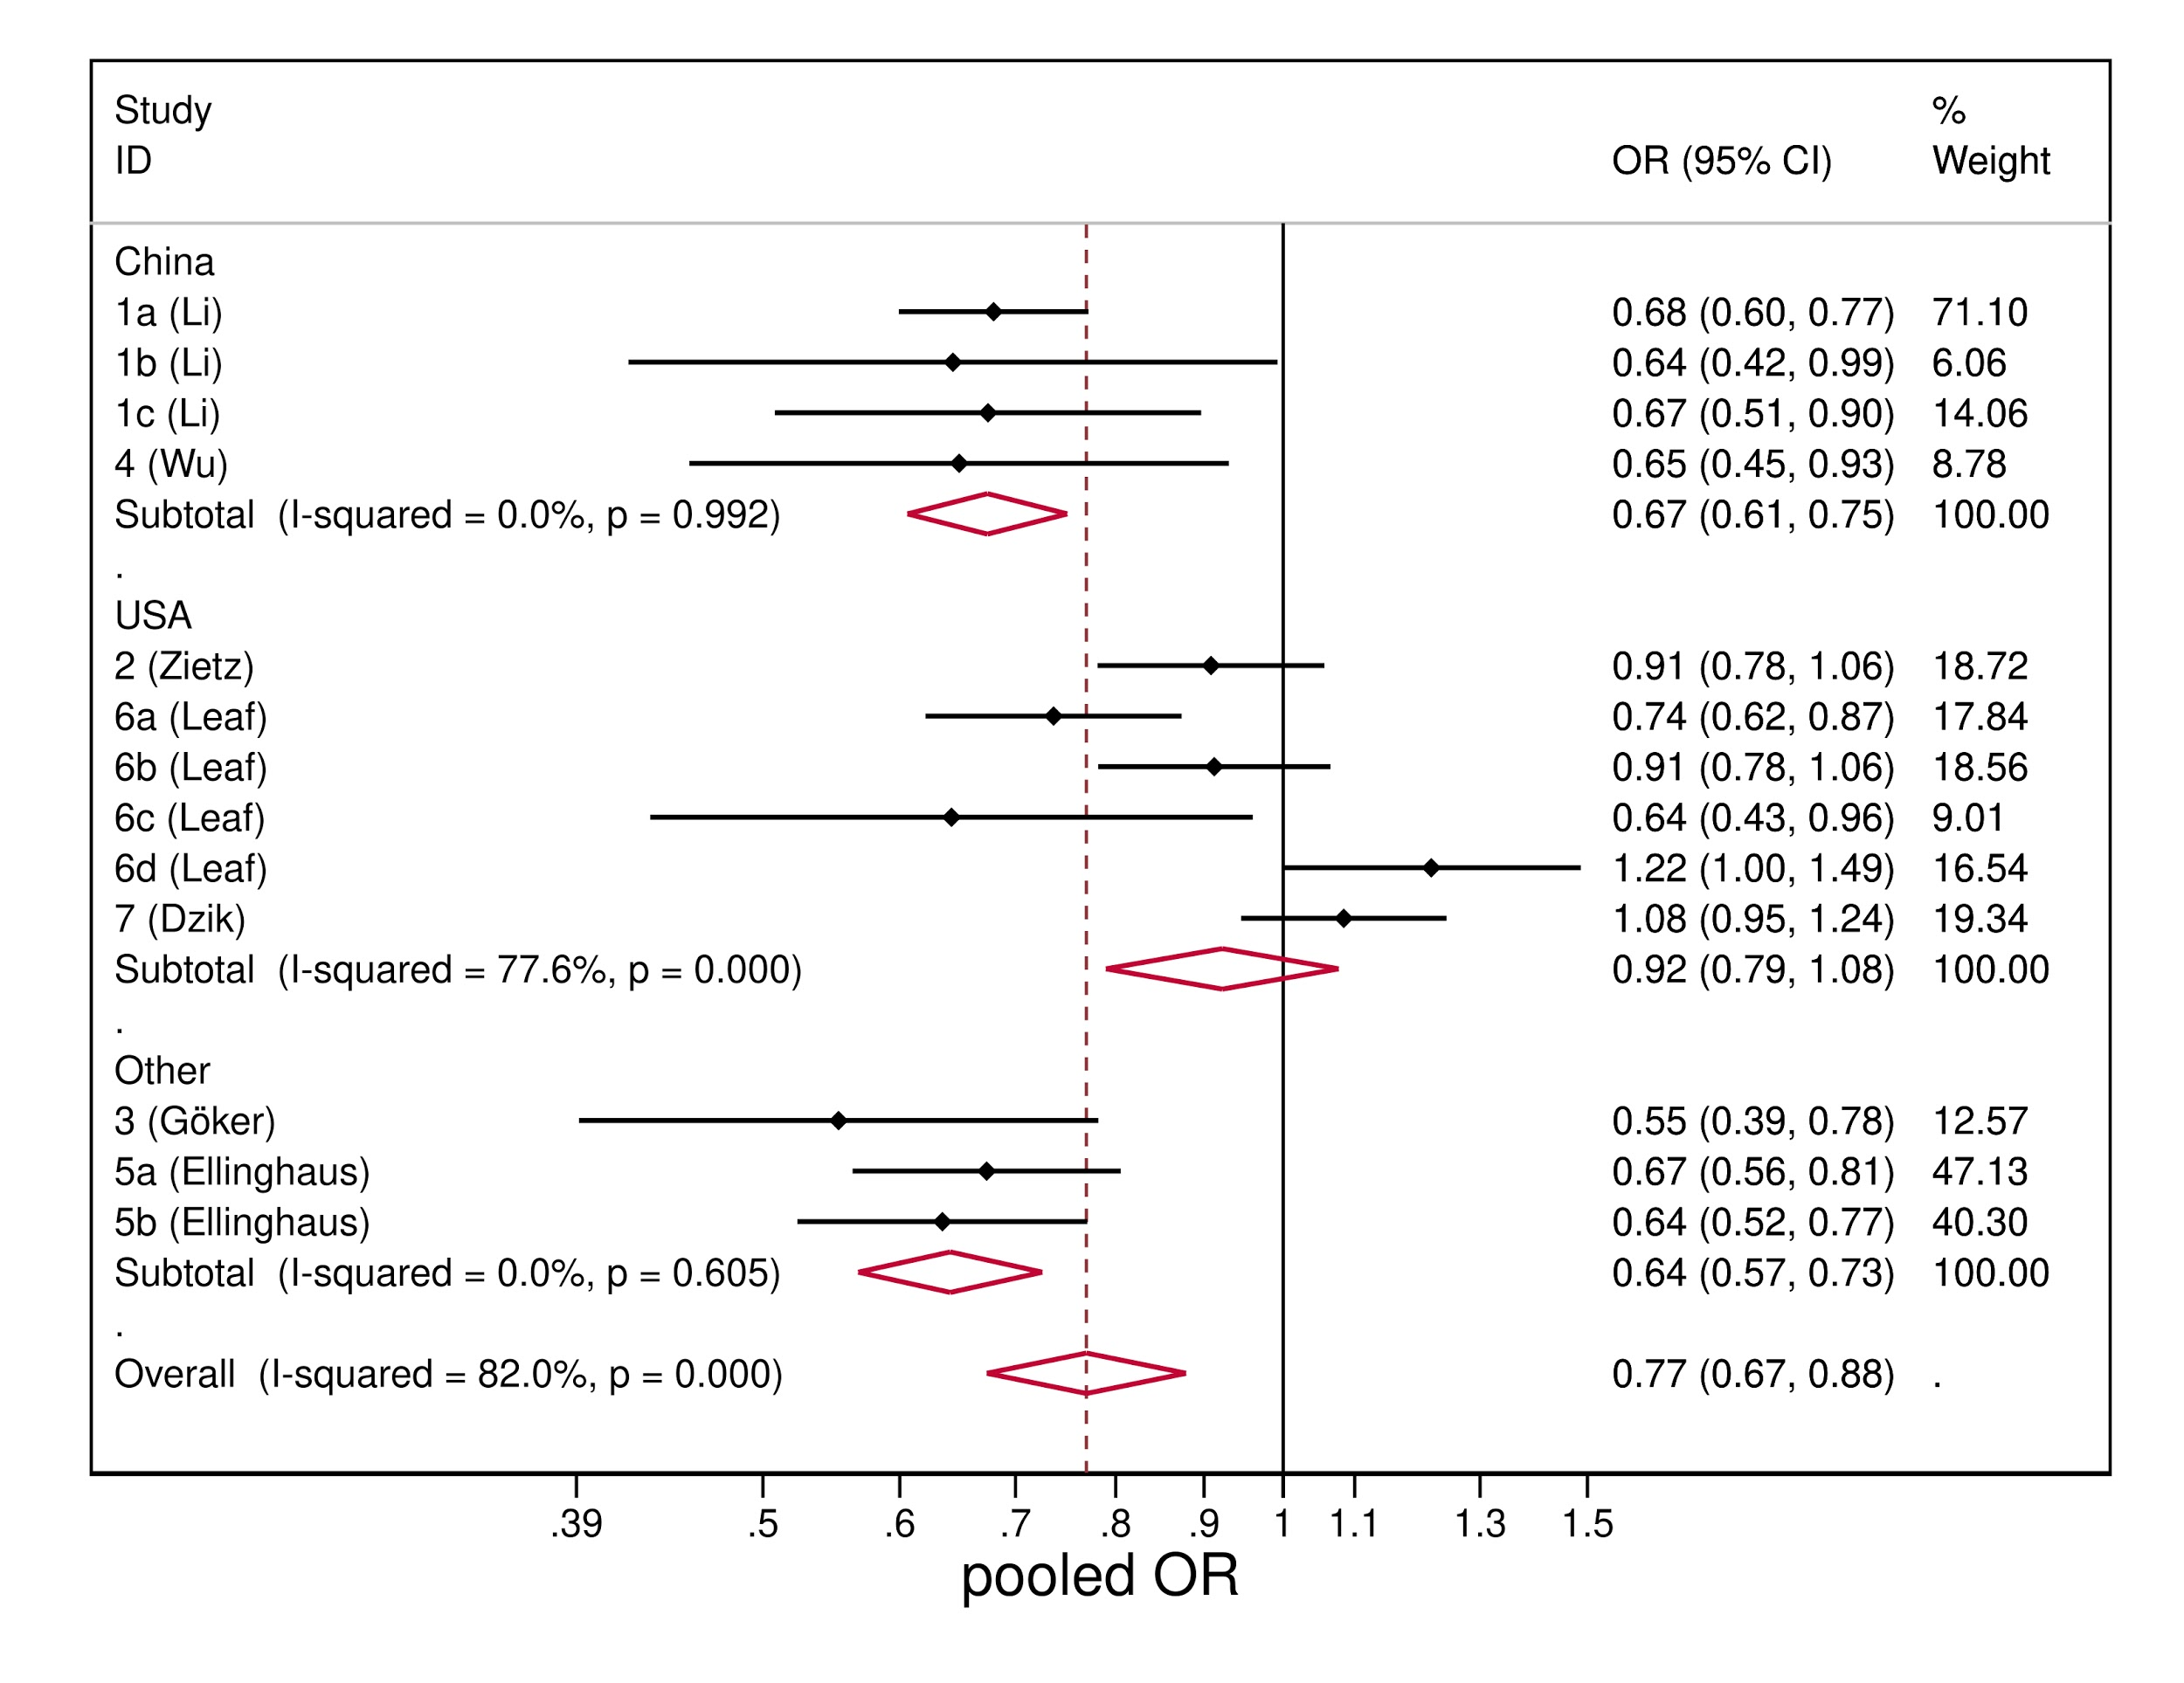 Study %
ID OR (95% CI) Weight
China
1a (Li) 0.68 (0.60, 0.77) 71.10
1b (Li) 0.64 (0.42, 0.99) 6.06
1c (Li) 0.67 (0.51, 0.90) 14.06
4 (Wu) 0.65 (0.45, 0.93) 8.78
Subtotal (I-squared = 0.0%, p = 0.992) 0.67 (0.61, 0.75) 100.00
.
USA
2 (Zietz) 0.91 (0.78, 1.06) 18.72
6a (Leaf) 0.74 (0.62, 0.87) 17.84
6b (Leaf) 0.91 (0.78, 1.06) 18.56
6c (Leaf) 0.64 (0.43, 0.96) 9.01
6d (Leaf) 1.22 (1.00, 1.49) 16.54
7 (Dzik) 1.08 (0.95, 1.24) 19.34
Subtotal (I-squared = 77.6%, p = 0.000) 0.92 (0.79, 1.08) 100.00
.
Other
3 (Göker) 0.55 (0.39, 0.78) 12.57
5a (Ellinghaus) 0.67 (0.56, 0.81) 47.13
5b (Ellinghaus) 0.64 (0.52, 0.77) 40.30
Subtotal (I-squared = 0.0%, p = 0.605) 0.64 (0.57, 0.73) 100.00
.
Overall (I-squared = 82.0%, p = 0.000) 0.77 (0.67, 0.88) .
.39 .5 .6 .7 .8 .9 1 1.1 1.3 1.5
pooled OR